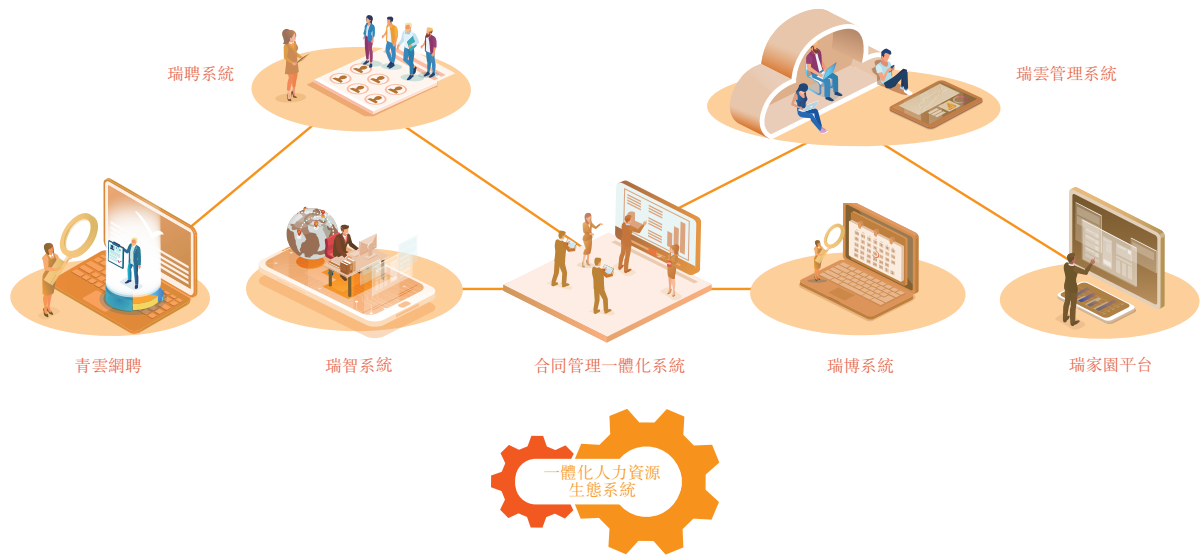 瑞聘系統
瑞雲管理系統
青雲網聘
瑞智系統
合同管理一體化系統
瑞博系統
瑞家園平台
一體化人力資源
生態系統